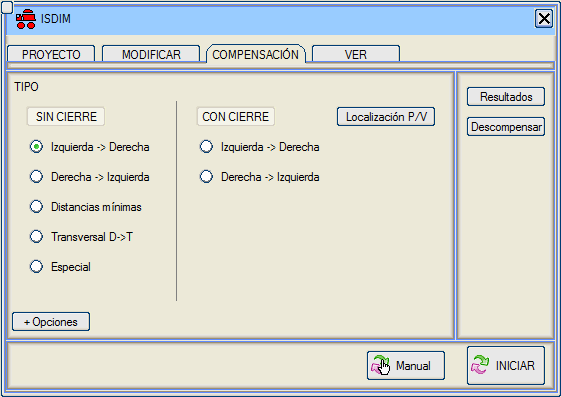 ISDIM
PROYECTO MODIFICAR COMPENSACIÓN VER
TIPO
SIN CIERRE
Izquierda -> Derecha
Derecha -> Izquierda
Distancias mínimas
Transversal D->T
Especial
CON CIERRE
Izquierda -> Derecha
Derecha -> Izquierda
Localización P/V
Resultados
Descompensar
+ Opciones
Manual
INICIAR